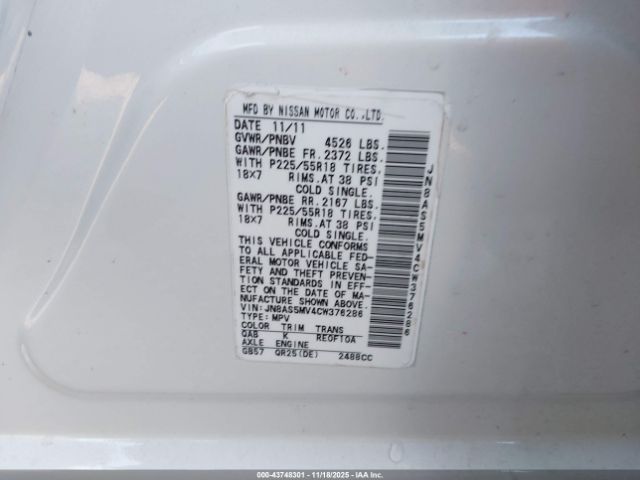 MFD BY NISSAN MOTOR CO.,LTD.
DATE 11/11
GVWR/PNBV 4526 LBS.
GAWR/PNBE FR. 2372 LBS.
WITH P225/55R18 TIRES.
18X7 RIMS. AT 38 PSI
COLD SINGLE.
GAWR/PNBE RR. 2167 LBS.
WITH P225/55R18 TIRES.
18X7 RIMS. AT 38 PSI
COLD SINGLE.
THIS VEHICLE CONFORMS
TO ALL APPLICABLE FED-
ERAL MOTOR VEHICLE SA-
FETY AND THEFT PREVEN-
TION STANDARDS IN EFF-
ECT ON THE DATE OF MA-
NUFACTURE SHOWN ABOVE.
VIN: JN8AS5MV4CW376286
TYPE: MPV
COLOR TRIM TRANS
QAB K RE0F10A
AXLE ENGINE
GB57 QR25(DE) 2488CC
JN8AS5MV4CW376286
000-43748301 - 11/18/2025 - IAA, Inc.